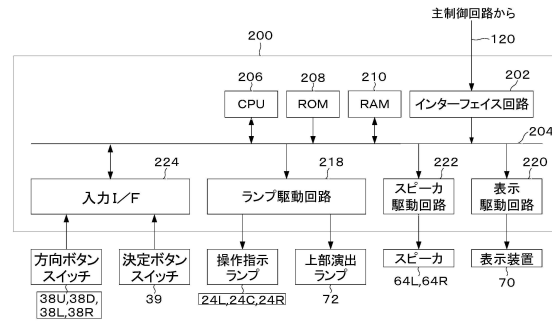 主制御回路から
200
120
206
208
210
202
CPU
ROM
RAM
インターフェイス回路
204
224
218
222
220
入力I/F
ランプ駆動回路
スピーカ
駆動回路
表示
駆動回路
方向ボタン
スイッチ
決定ボタン
スイッチ
操作指示
ランプ
上部演出
ランプ
スピーカ
表示装置
38U,38D,
38L,38R
39
24L,24C,24R
72
64L,64R
70